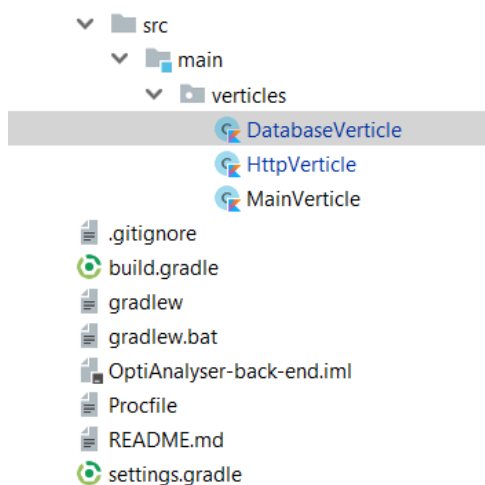 src
main
verticles
DatabaseVerticle
HttpVerticle
MainVerticle
.gitignore
build.gradle
gradlew
gradlew.bat
OptiAnalyser-back-end.iml
Procfile
README.md
settings.gradle